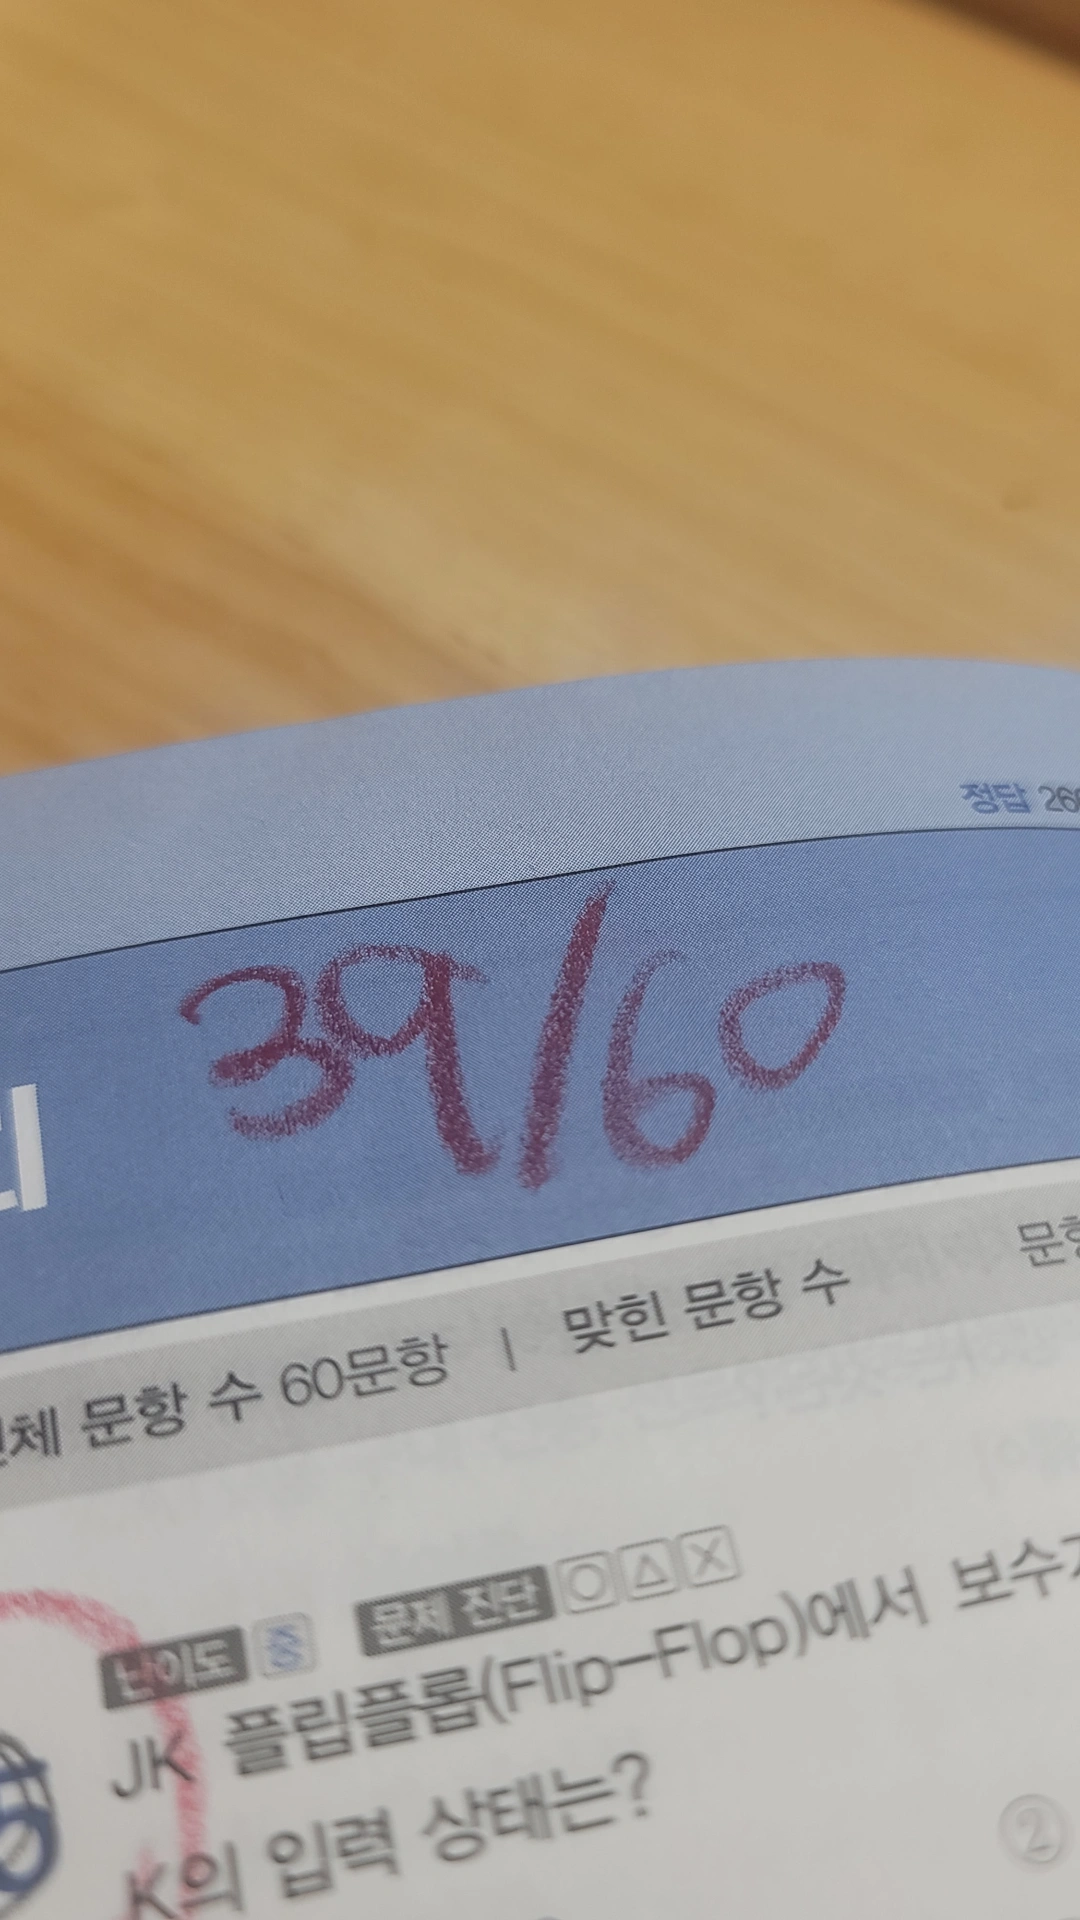 정답 26
39/60
전체 문항 수 60문항 | 맞힌 문항 수
난이도 중 문제 진단 ○△×
JK 플립플롭(Flip-Flop)에서 보수
K의 입력 상태는?
②